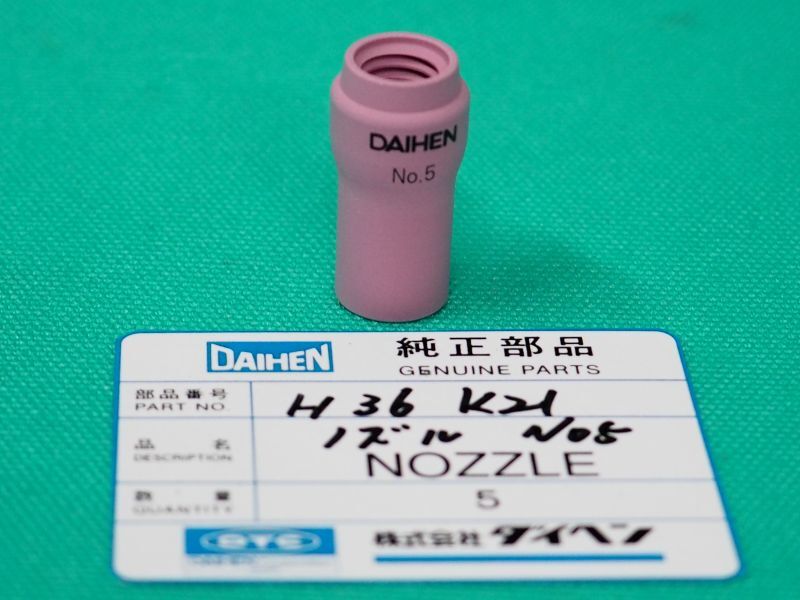 DAIHEN
No.5
DAIHEN 純正部品
GENUINE PARTS
部品番号 H 36 K21
PART NO.
品名 ノズル No5
DESCRIPTION NOZZLE
数量 5
QUANTITY
OTC 株式会社ダイヘン